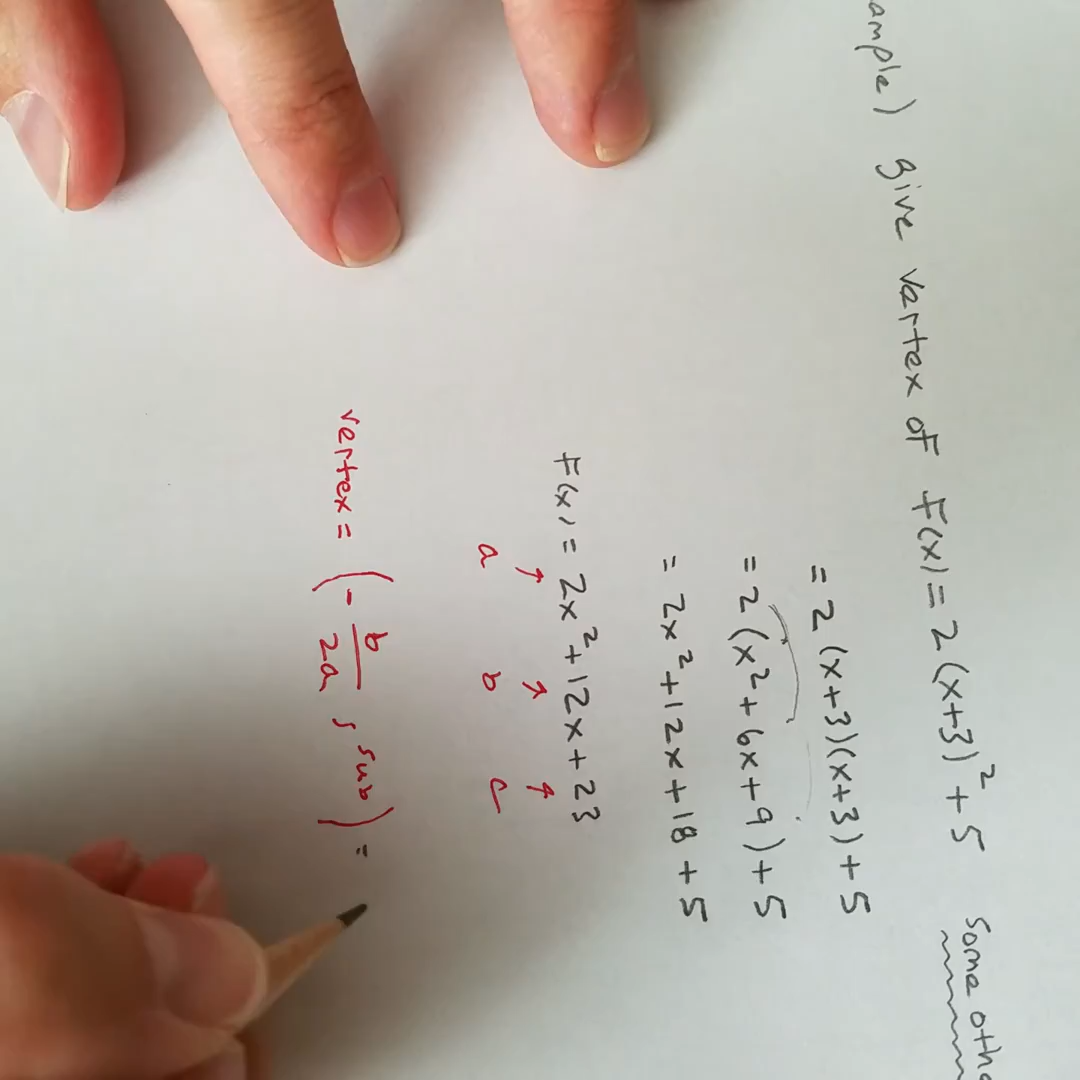 ample) give vertex of F(x) = 2(x+3)² + 5 some othe
= 2(x+3)(x+3)+5
= 2(x²+6x+9)+5
= 2x²+12x+18+5
F(x) = 2x²+12x+23
↑ ↑ ↑
a b c
vertex = (-b/2a, sub) =